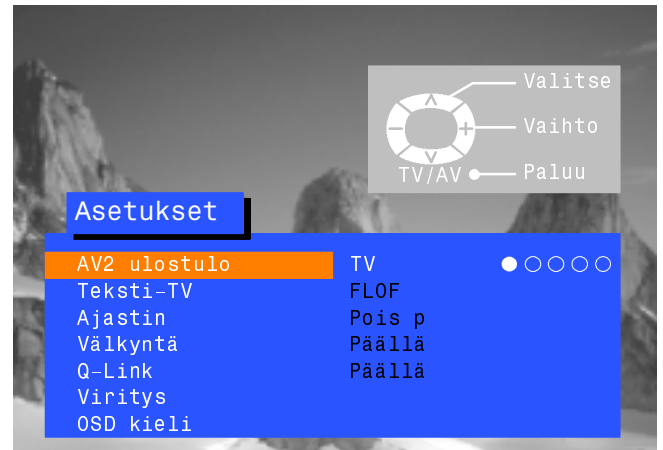 Valitse
Vaihto
TV/AV Paluu
Asetukset
AV2 ulostulo TV
Teksti-TV FLOF
Ajastin Pois p
Välkyntä Päällä
Q-Link Päällä
Viritys
OSD kieli